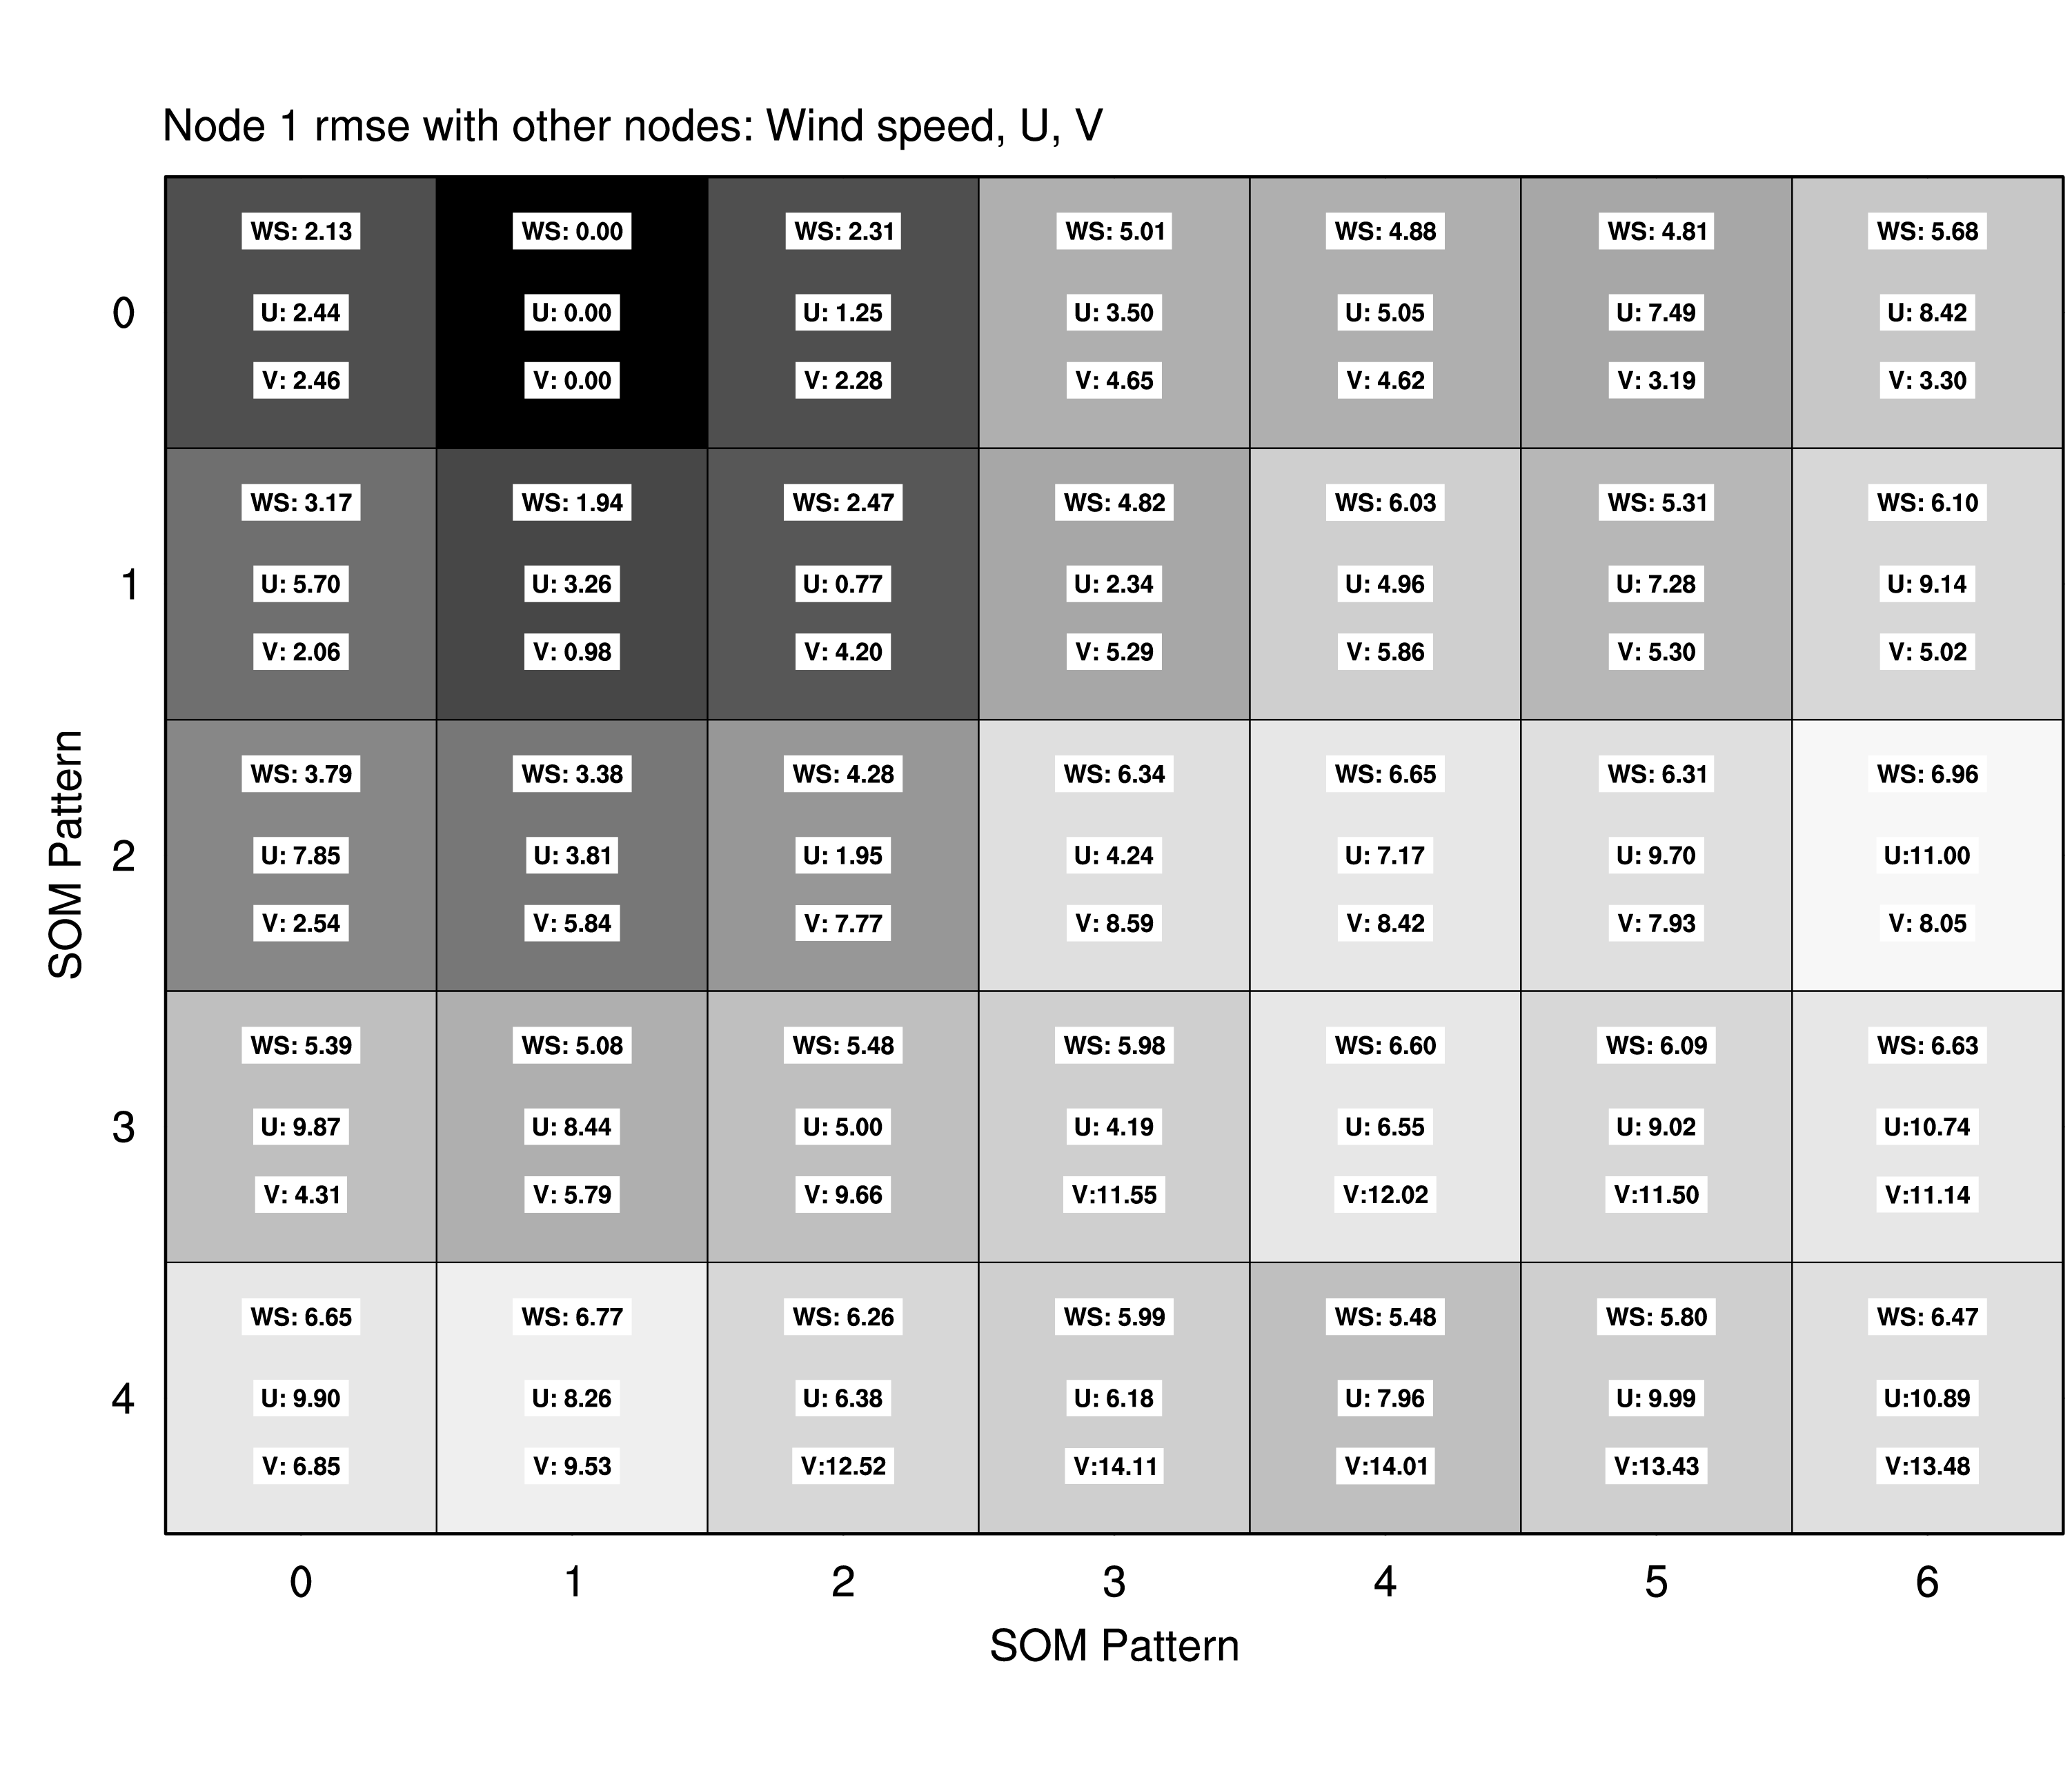 Node 1 rmse with other nodes: Wind speed, U, V
WS: 2.13 WS: 0.00 WS: 2.31 WS: 5.01 WS: 4.88 WS: 4.81 WS: 5.68
0 U: 2.44 U: 0.00 U: 1.25 U: 3.50 U: 5.05 U: 7.49 U: 8.42
V: 2.46 V: 0.00 V: 2.28 V: 4.65 V: 4.62 V: 3.19 V: 3.30
WS: 3.17 WS: 1.94 WS: 2.47 WS: 4.82 WS: 6.03 WS: 5.31 WS: 6.10
1 U: 5.70 U: 3.26 U: 0.77 U: 2.34 U: 4.96 U: 7.28 U: 9.14
V: 2.06 V: 0.98 V: 4.20 V: 5.29 V: 5.86 V: 5.30 V: 5.02
SOM Pattern
WS: 3.79 WS: 3.38 WS: 4.28 WS: 6.34 WS: 6.65 WS: 6.31 WS: 6.96
2 U: 7.85 U: 3.81 U: 1.95 U: 4.24 U: 7.17 U: 9.70 U:11.00
V: 2.54 V: 5.84 V: 7.77 V: 8.59 V: 8.42 V: 7.93 V: 8.05
WS: 5.39 WS: 5.08 WS: 5.48 WS: 5.98 WS: 6.60 WS: 6.09 WS: 6.63
3 U: 9.87 U: 8.44 U: 5.00 U: 4.19 U: 6.55 U: 9.02 U:10.74
V: 4.31 V: 5.79 V: 9.66 V:11.55 V:12.02 V:11.50 V:11.14
WS: 6.65 WS: 6.77 WS: 6.26 WS: 5.99 WS: 5.48 WS: 5.80 WS: 6.47
4 U: 9.90 U: 8.26 U: 6.38 U: 6.18 U: 7.96 U: 9.99 U:10.89
V: 6.85 V: 9.53 V:12.52 V:14.11 V:14.01 V:13.43 V:13.48
0 1 2 3 4 5 6
SOM Pattern